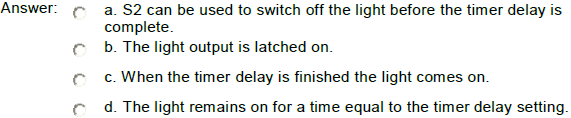 Answer: a. S2 can be used to switch off the light before the timer delay is
complete.
b. The light output is latched on.
c. When the timer delay is finished the light comes on.
d. The light remains on for a time equal to the timer delay setting.